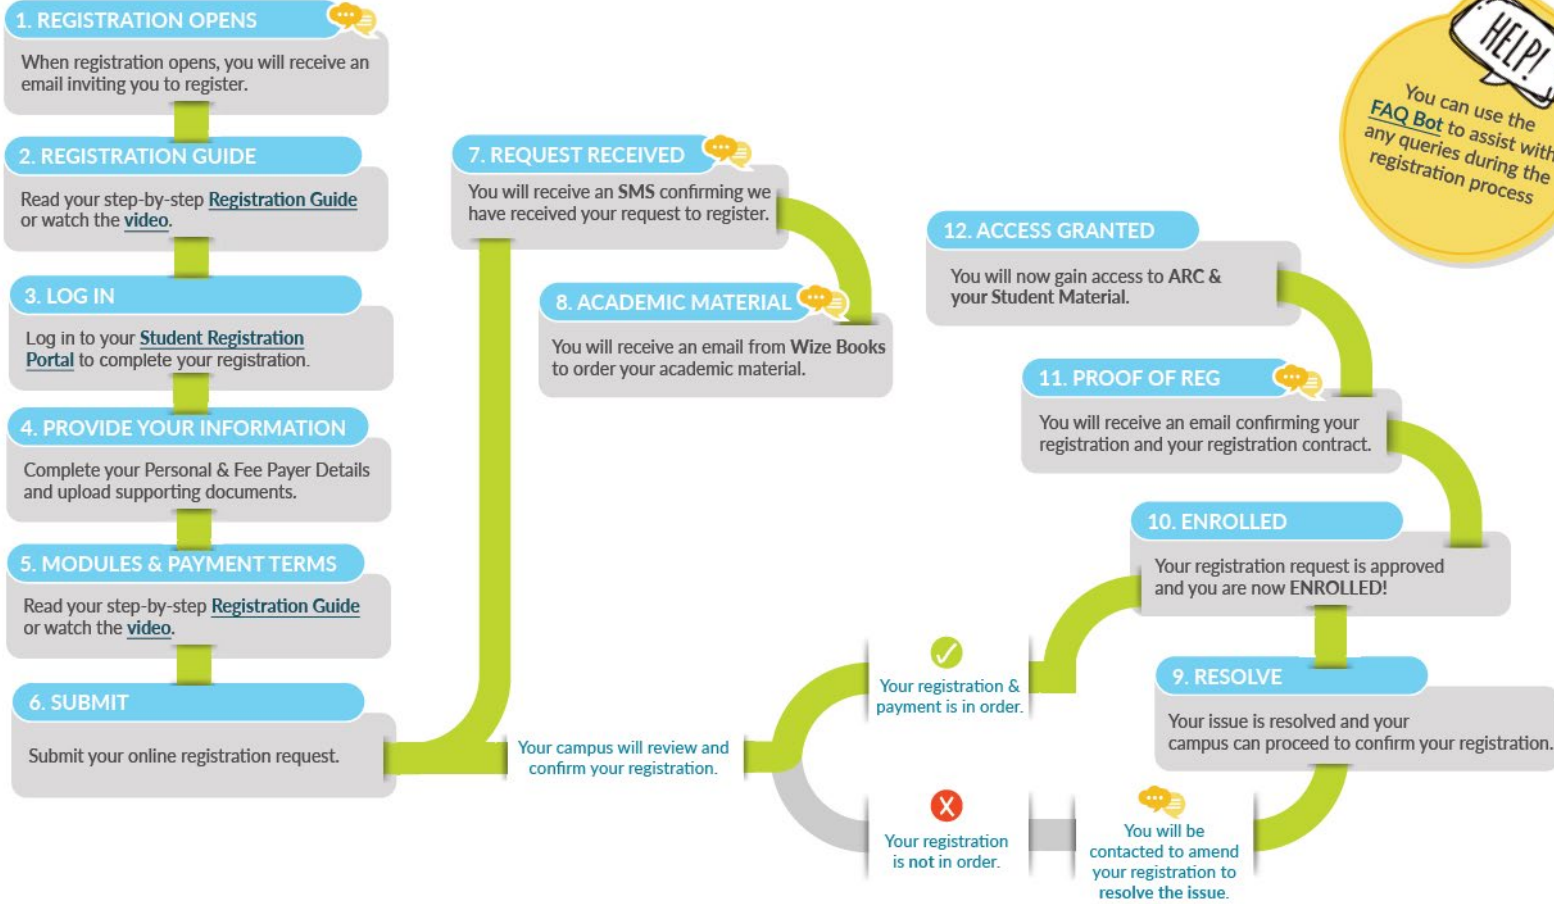 1. REGISTRATION OPENS
When registration opens, you will receive an
email inviting you to register.
2. REGISTRATION GUIDE
Read your step-by-step Registration Guide
or watch the video.
3. LOG IN
Log in to your Student Registration
Portal to complete your registration.
4. PROVIDE YOUR INFORMATION
Complete your Personal & Fee Payer Details
and upload supporting documents.
5. MODULES & PAYMENT TERMS
Read your step-by-step Registration Guide
or watch the video.
6. SUBMIT
Submit your online registration request.
7. REQUEST RECEIVED
You will receive an SMS confirming we
have received your request to register.
8. ACADEMIC MATERIAL
You will receive an email from Wize Books
to order your academic material.
Your campus will review and
confirm your registration.
Your registration &
payment is in order.
X
Your registration
is not in order.
You will be
contacted to amend
your registration to
resolve the issue.
9. RESOLVE
Your issue is resolved and your
campus can proceed to confirm your registration.
10. ENROLLED
Your registration request is approved
and you are now ENROLLED!
11. PROOF OF REG
You will receive an email confirming your
registration and your registration contract.
12. ACCESS GRANTED
You will now gain access to ARC &
your Student Material.
HELP!
You can use the
FAQ Bot to assist with
any queries during the
registration process